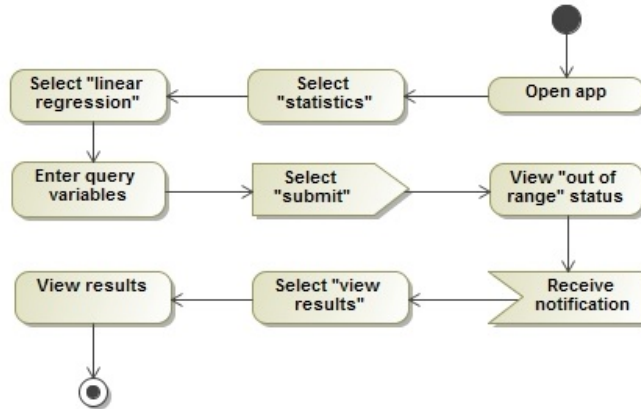 Open app
Select
"statistics"
Select "linear
regression"
Enter query
variables
Select
"submit"
View "out of
range" status
Receive
notification
Select "view
results"
View results